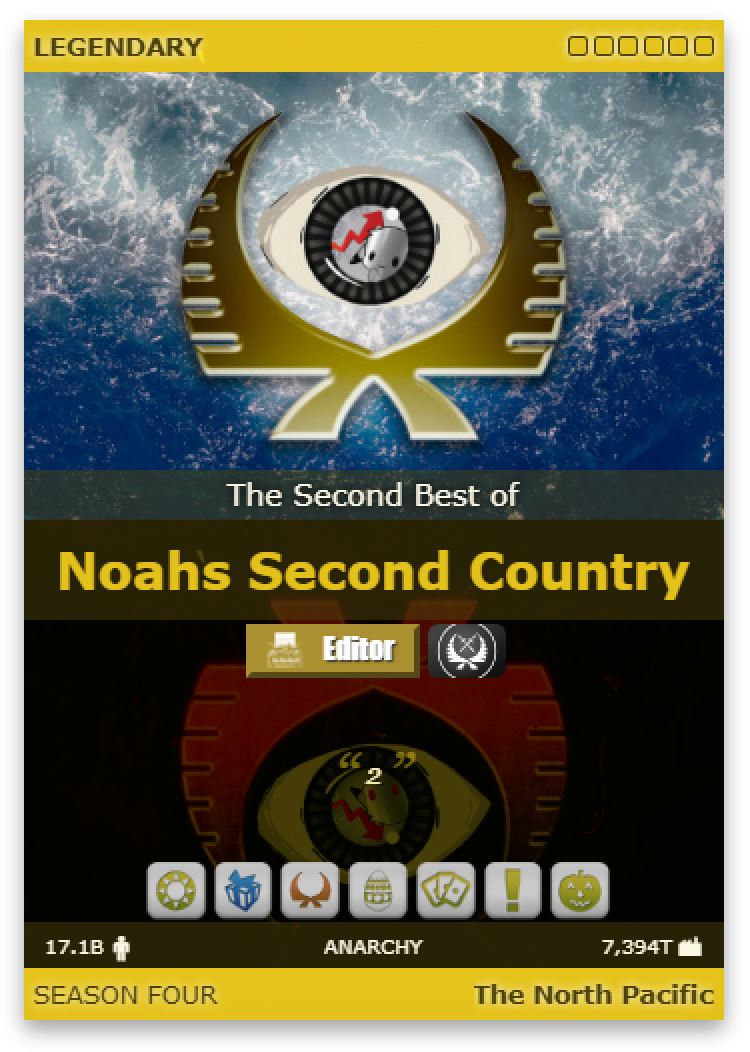 LEGENDARY
The Second Best of
Noahs Second Country
Editor
“ 2 ”
17.1B ANARCHY 7,394T
SEASON FOUR The North Pacific